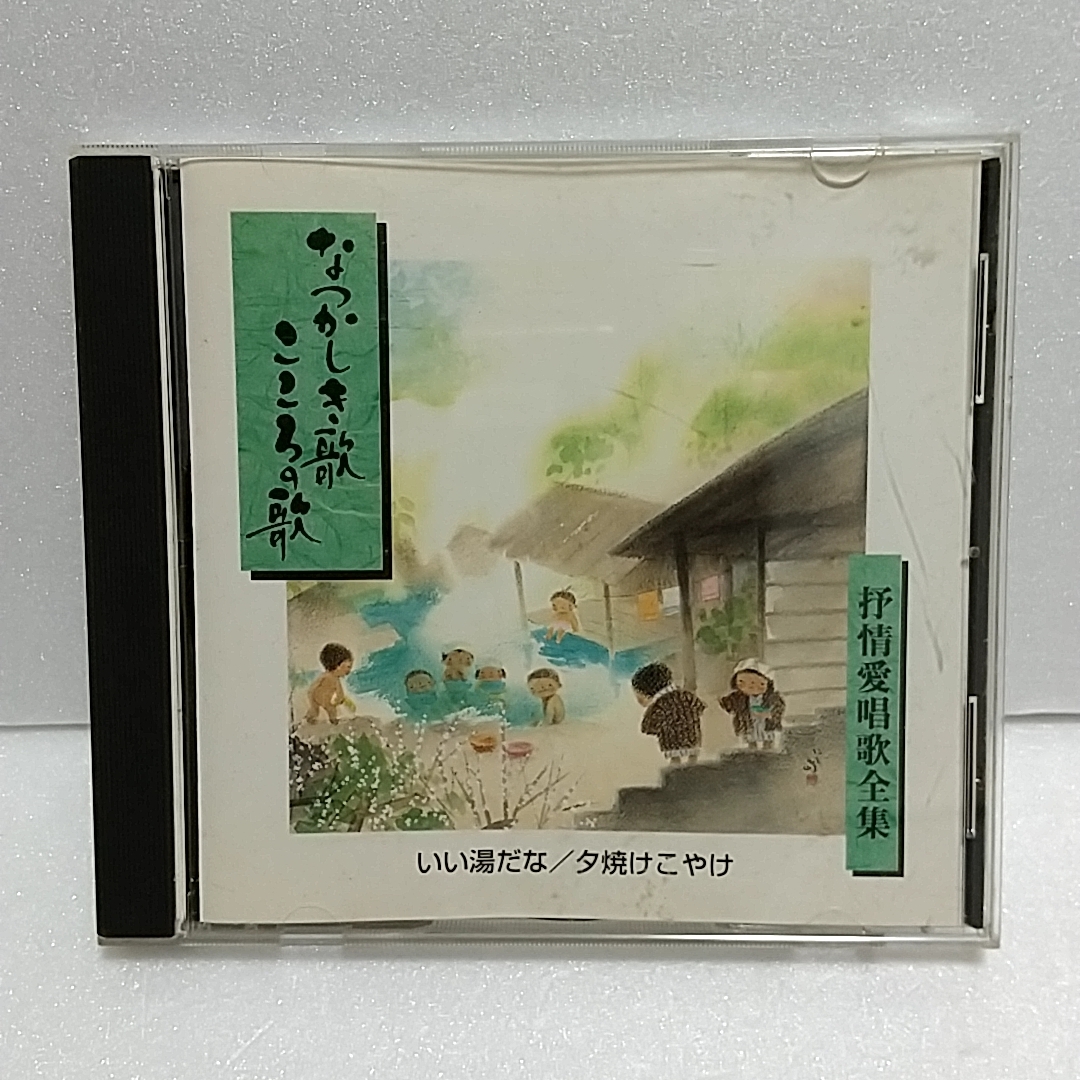 なつかしき歌
こころの歌
抒情愛唱歌全集
いい湯だな／夕焼けこやけ